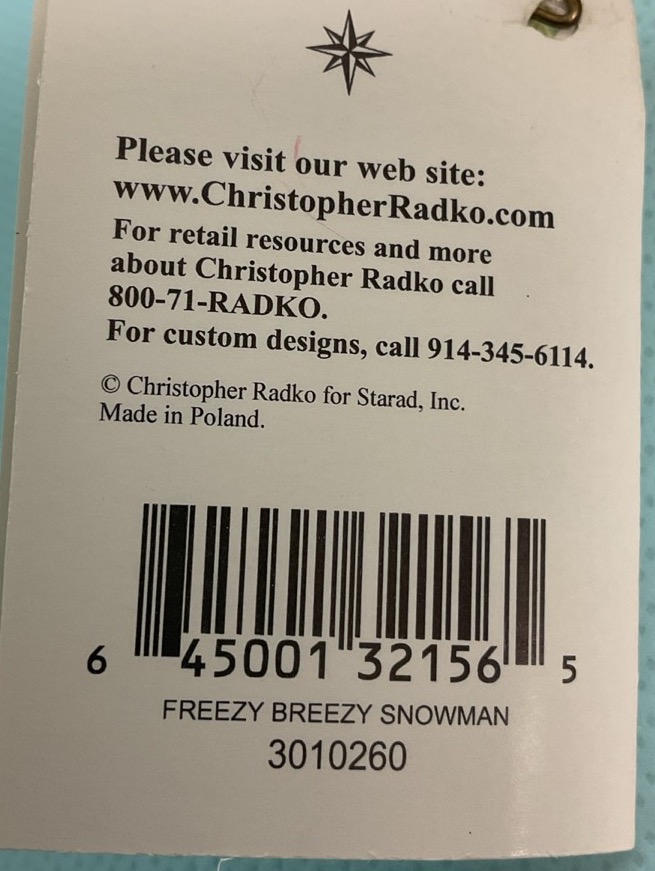 Please visit our web site:
www.ChristopherRadko.com
For retail resources and more
about Christopher Radko call
800-71-RADKO.
For custom designs, call 914-345-6114.
© Christopher Radko for Starad, Inc.
Made in Poland.
6 45001 32156 5
FREEZY BREEZY SNOWMAN
3010260